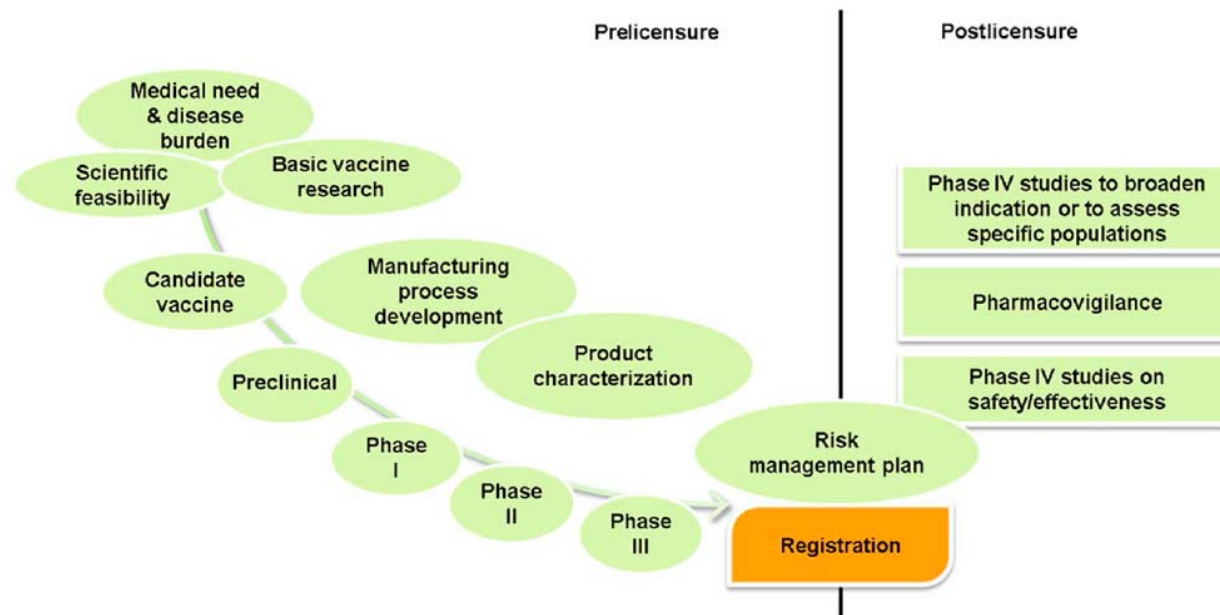 Prelicensure
Postlicensure
Medical need
& disease
burden
Scientific
feasibility
Basic vaccine
research
Candidate
vaccine
Manufacturing
process
development
Product
characterization
Preclinical
Phase
I
Phase
II
Phase
III
Risk
management plan
Registration
Phase IV studies to broaden
indication or to assess
specific populations
Pharmacovigilance
Phase IV studies on
safety/effectiveness